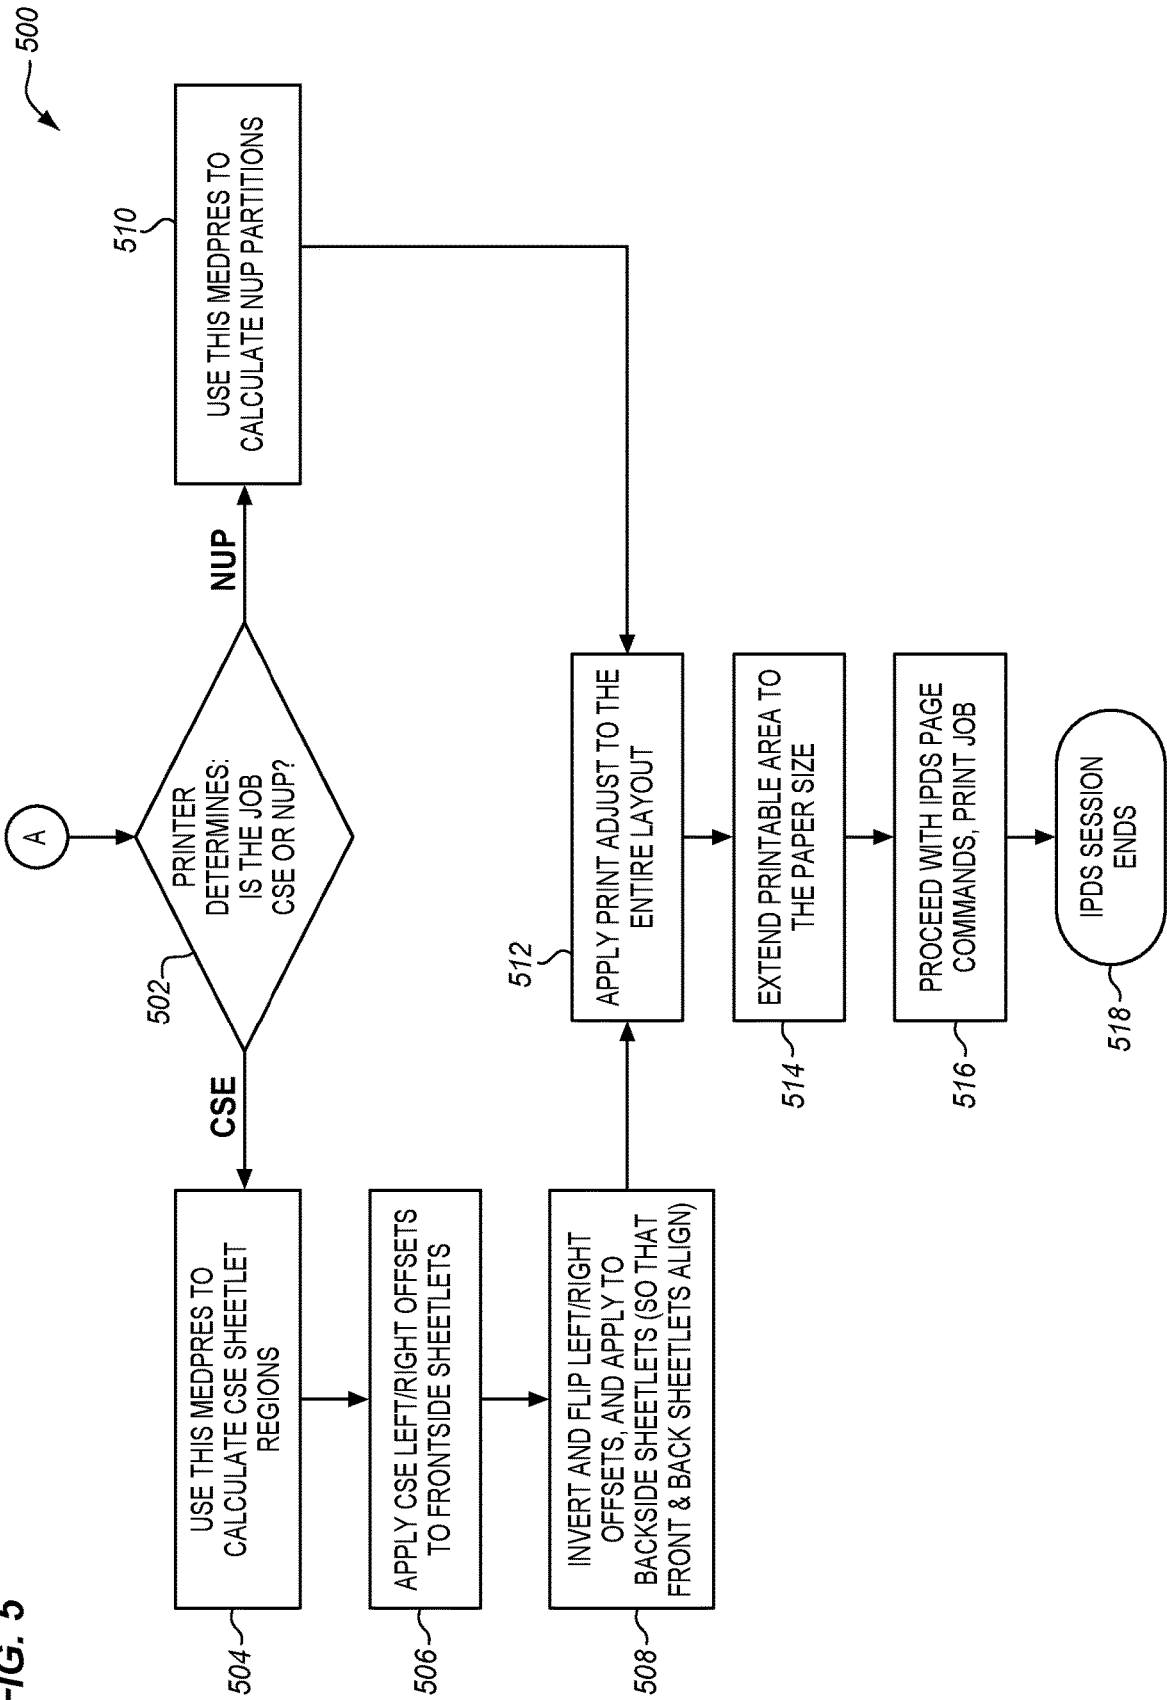 FIG. 5
500
A
PRINTER
DETERMINES:
IS THE JOB
CSE OR NUP?
502
CSE
NUP
USE THIS MEDPRES TO
CALCULATE CSE SHEETLET
REGIONS
504
APPLY CSE LEFT/RIGHT OFFSETS
TO FRONTSIDE SHEETLETS
506
INVERT AND FLIP LEFT/RIGHT
OFFSETS, AND APPLY TO
BACKSIDE SHEETLETS (SO THAT
FRONT & BACK SHEETLETS ALIGN)
508
510
USE THIS MEDPRES TO
CALCULATE NUP PARTITIONS
512
APPLY PRINT ADJUST TO THE
ENTIRE LAYOUT
EXTEND PRINTABLE AREA TO
THE PAPER SIZE
514
PROCEED WITH IPDS PAGE
COMMANDS, PRINT JOB
516
IPDS SESSION
ENDS
518